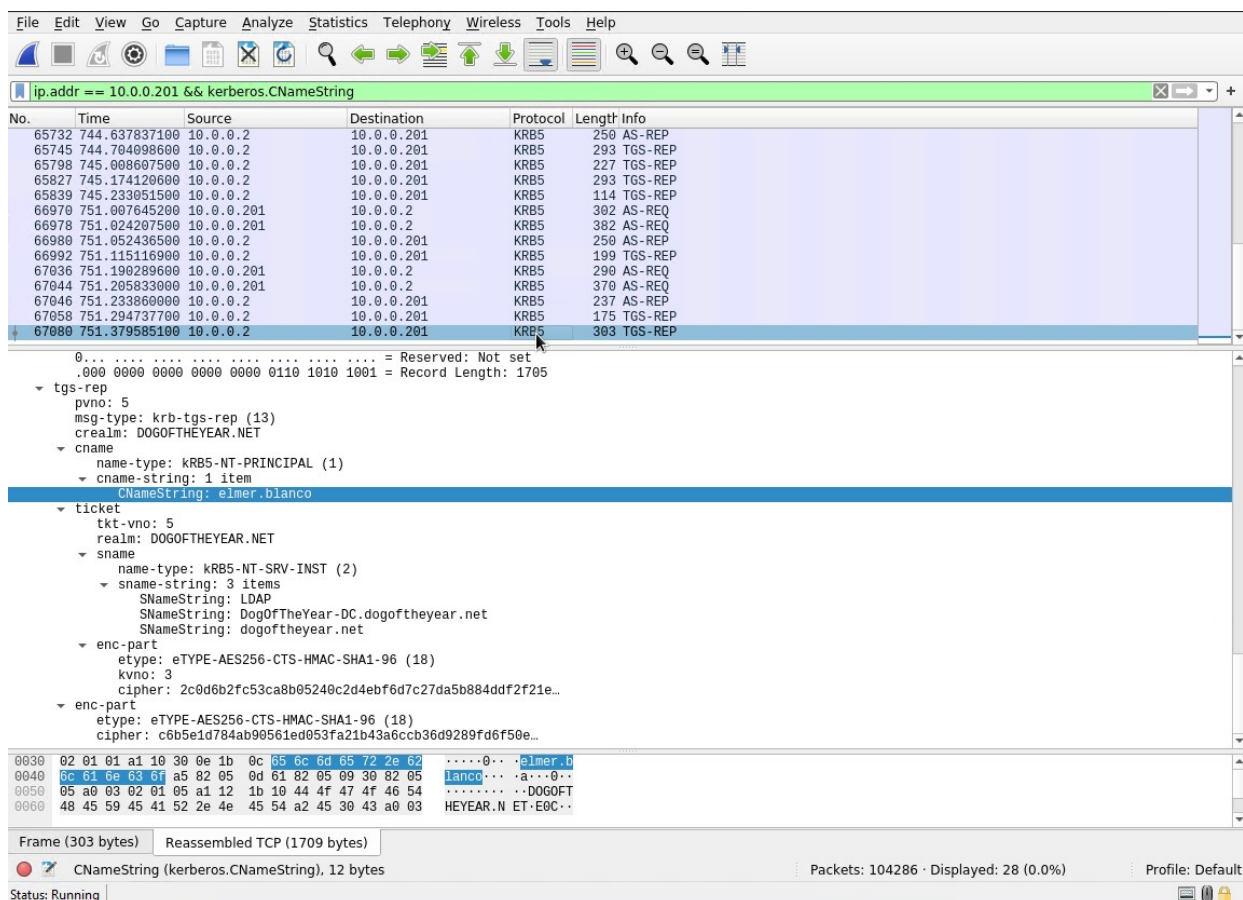 File Edit View Go Capture Analyze Statistics Telephony Wireless Tools Help
ip.addr == 10.0.0.201 && kerberos.CNameString
No. Time Source Destination Protocol Length Info
65732 744.637837100 10.0.0.2 10.0.0.201 KRB5 250 AS-REP
65745 744.704098600 10.0.0.2 10.0.0.201 KRB5 293 TGS-REP
65798 745.008607500 10.0.0.2 10.0.0.201 KRB5 227 TGS-REP
65827 745.174120600 10.0.0.2 10.0.0.201 KRB5 293 TGS-REP
65839 745.233051500 10.0.0.2 10.0.0.201 KRB5 114 TGS-REP
66970 751.007645200 10.0.0.201 10.0.0.2 KRB5 302 AS-REQ
66978 751.024207500 10.0.0.201 10.0.0.2 KRB5 382 AS-REQ
66980 751.052436500 10.0.0.2 10.0.0.201 KRB5 250 AS-REP
66992 751.115116900 10.0.0.2 10.0.0.201 KRB5 199 TGS-REP
67036 751.190289600 10.0.0.201 10.0.0.2 KRB5 290 AS-REQ
67044 751.205833000 10.0.0.201 10.0.0.2 KRB5 370 AS-REQ
67046 751.233860000 10.0.0.2 10.0.0.201 KRB5 237 AS-REP
67058 751.294737700 10.0.0.2 10.0.0.201 KRB5 175 TGS-REP
67080 751.379585100 10.0.0.2 10.0.0.201 KRB5 303 TGS-REP
0... .... .... .... .... .... .... .... = Reserved: Not set
.000 0000 0000 0000 0000 0110 1010 1001 = Record Length: 1705
tgs-rep
pvno: 5
msg-type: krb-tgs-rep (13)
crealm: DOGOFTHEYEAR.NET
cname
name-type: kRB5-NT-PRINCIPAL (1)
cname-string: 1 item
CNameString: elmer.blanco
ticket
tkt-vno: 5
realm: DOGOFTHEYEAR.NET
sname
name-type: kRB5-NT-SRV-INST (2)
sname-string: 3 items
SNameString: LDAP
SNameString: DogOfTheYear-DC.dogoftheyear.net
SNameString: dogoftheyear.net
enc-part
etype: eTYPE-AES256-CTS-HMAC-SHA1-96 (18)
kvno: 3
cipher: 2c0d6b2fc53ca8b05240c2d4ebf6d7c27da5b884ddf2f21e…
enc-part
etype: eTYPE-AES256-CTS-HMAC-SHA1-96 (18)
cipher: c6b5e1d784ab90561ed053fa21b43a6ccb36d9289fd6f50e…
0030 02 01 01 a1 10 30 0e 1b 0c 65 6c 6d 65 72 2e 62 ·····0·· ·elmer.b
0040 6c 61 6e 63 6f a5 82 05 0d 61 82 05 09 30 82 05 lanco··· ·a···0··
0050 05 a0 03 02 01 05 a1 12 1b 10 44 4f 47 4f 46 54 ········ ··DOGOFT
0060 48 45 59 45 41 52 2e 4e 45 54 a2 45 30 43 a0 03 HEYEAR.N ET·E0C··
Frame (303 bytes) Reassembled TCP (1709 bytes)
CNameString (kerberos.CNameString), 12 bytes Packets: 104286 · Displayed: 28 (0.0%) Profile: Default
Status: Running